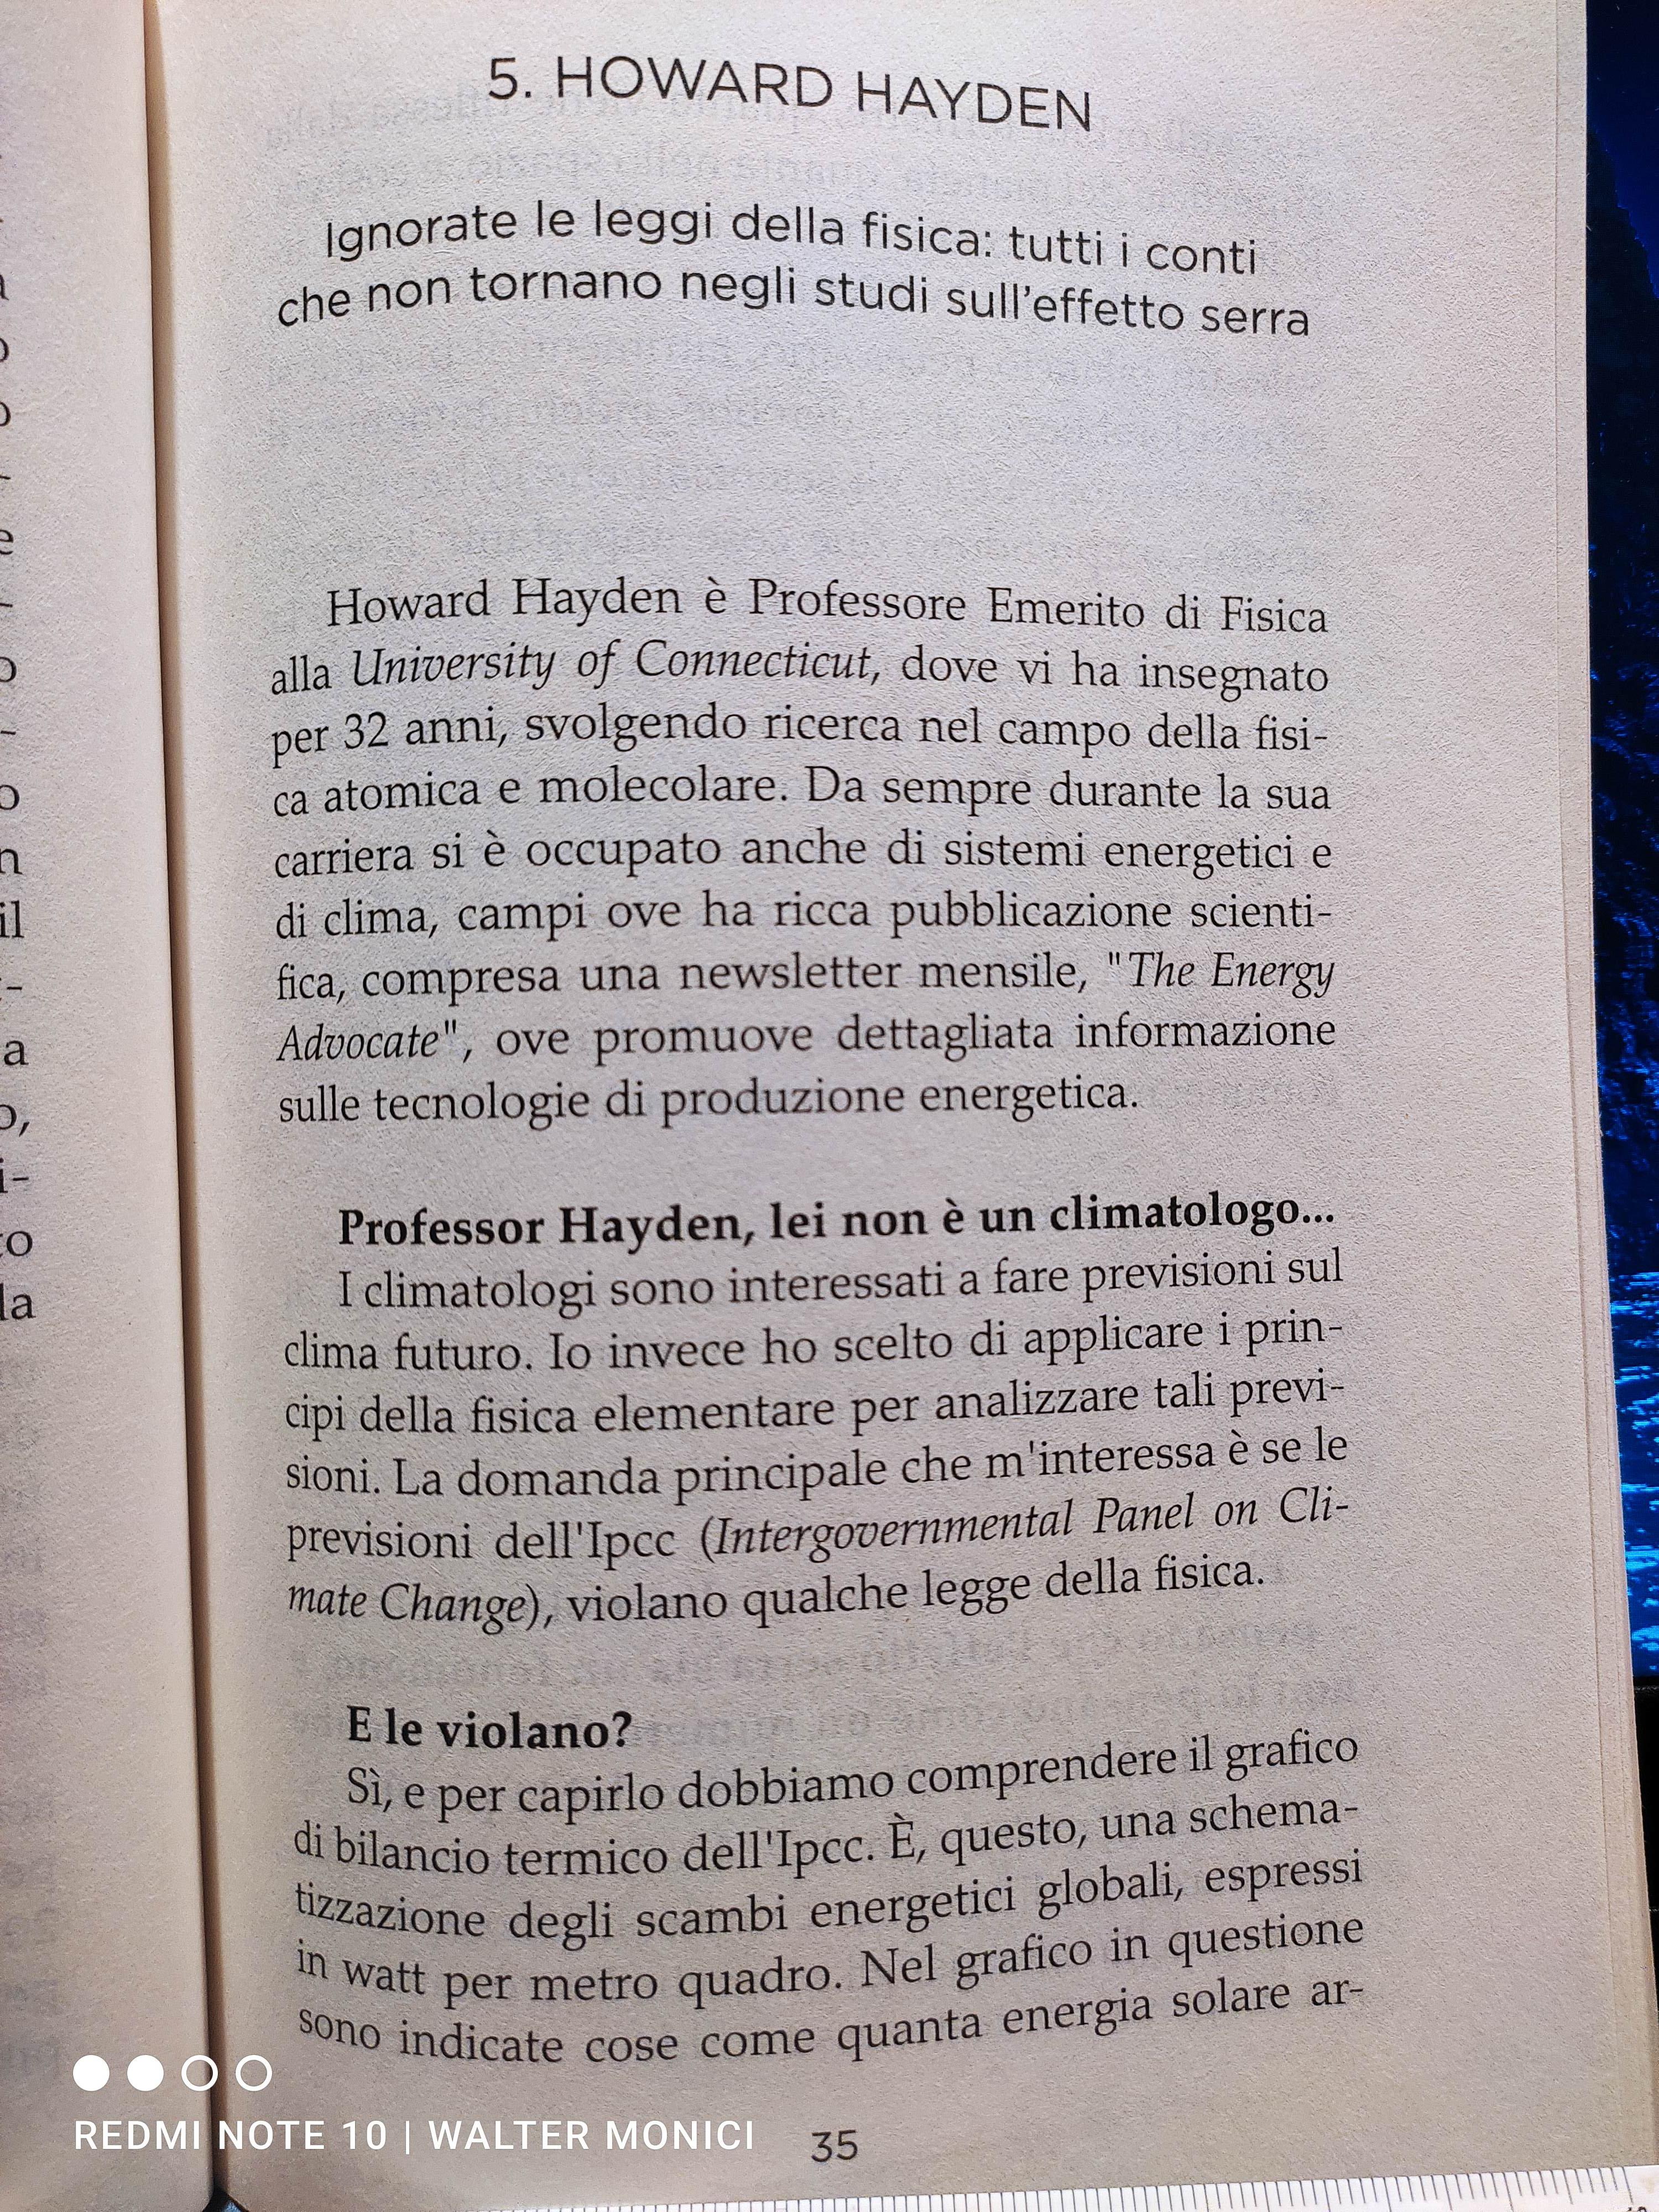 5. HOWARD HAYDEN
Ignorate le leggi della fisica: tutti i conti
che non tornano negli studi sull'effetto serra
Howard Hayden è Professore Emerito di Fisica
alla University of Connecticut, dove vi ha insegnato
per 32 anni, svolgendo ricerca nel campo della fisi-
ca atomica e molecolare. Da sempre durante la sua
carriera si è occupato anche di sistemi energetici e
di clima, campi ove ha ricca pubblicazione scienti-
fica, compresa una newsletter mensile, "The Energy
Advocate", ove promuove dettagliata informazione
sulle tecnologie di produzione energetica.
Professor Hayden, lei non è un climatologo...
I climatologi sono interessati a fare previsioni sul
clima futuro. Io invece ho scelto di applicare i prin-
cipi della fisica elementare per analizzare tali previ-
sioni. La domanda principale che m'interessa è se le
previsioni dell'Ipcc (Intergovernmental Panel on Cli-
mate Change), violano qualche legge della fisica.
E le violano?
Sì, e per capirlo dobbiamo comprendere il grafico
di bilancio termico dell'Ipcc. È, questo, una schema-
tizzazione degli scambi energetici globali, espressi
in watt per metro quadro. Nel grafico in questione
sono indicate cose come quanta energia solare ar-
35
REDMI NOTE 10 | WALTER MONICI